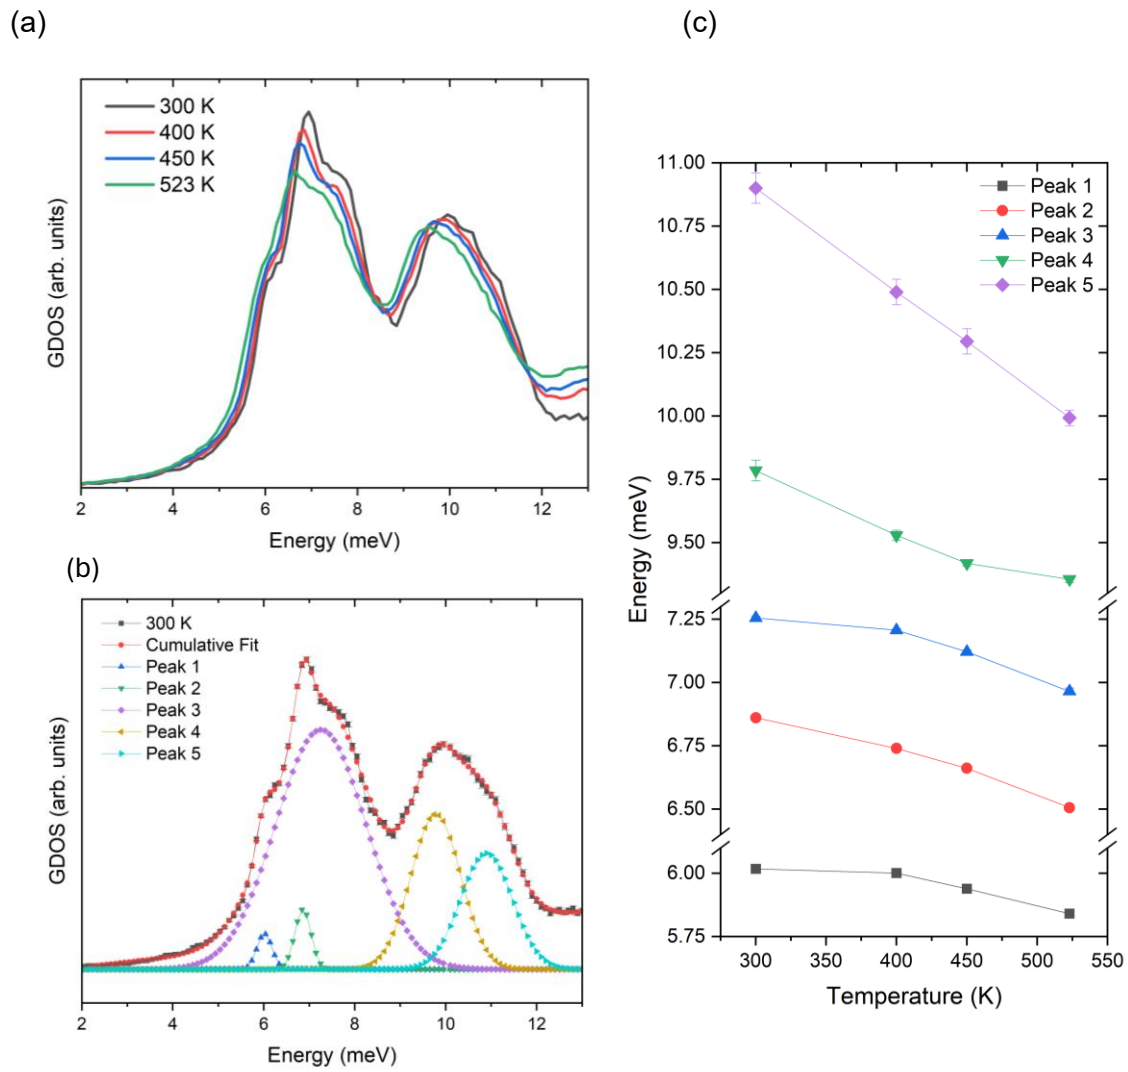 (a)
300 K
400 K
450 K
523 K
GDOS (arb. units)
2
4
6
8
10
12
Energy (meV)
(b)
300 K
Cumulative Fit
Peak 1
Peak 2
Peak 3
Peak 4
Peak 5
GDOS (arb. units)
2
4
6
8
10
12
Energy (meV)
(c)
Peak 1
Peak 2
Peak 3
Peak 4
Peak 5
11.00
10.75
10.50
10.25
10.00
9.75
9.50
7.25
7.00
6.75
6.50
6.00
5.75
Energy (meV)
300
350
400
450
500
550
Temperature (K)